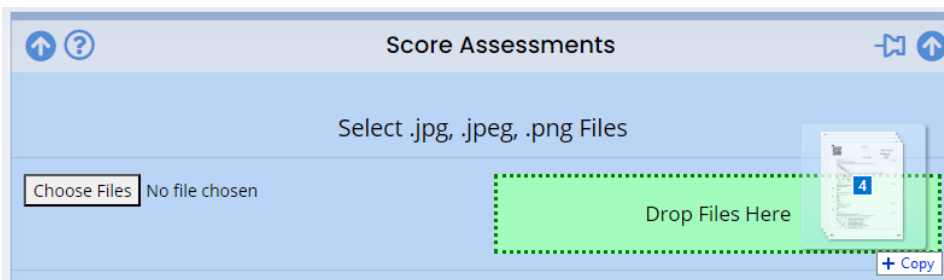 Score Assessments
Select .jpg, .jpeg, .png Files
Choose Files No file chosen
Drop Files Here
4
+ Copy